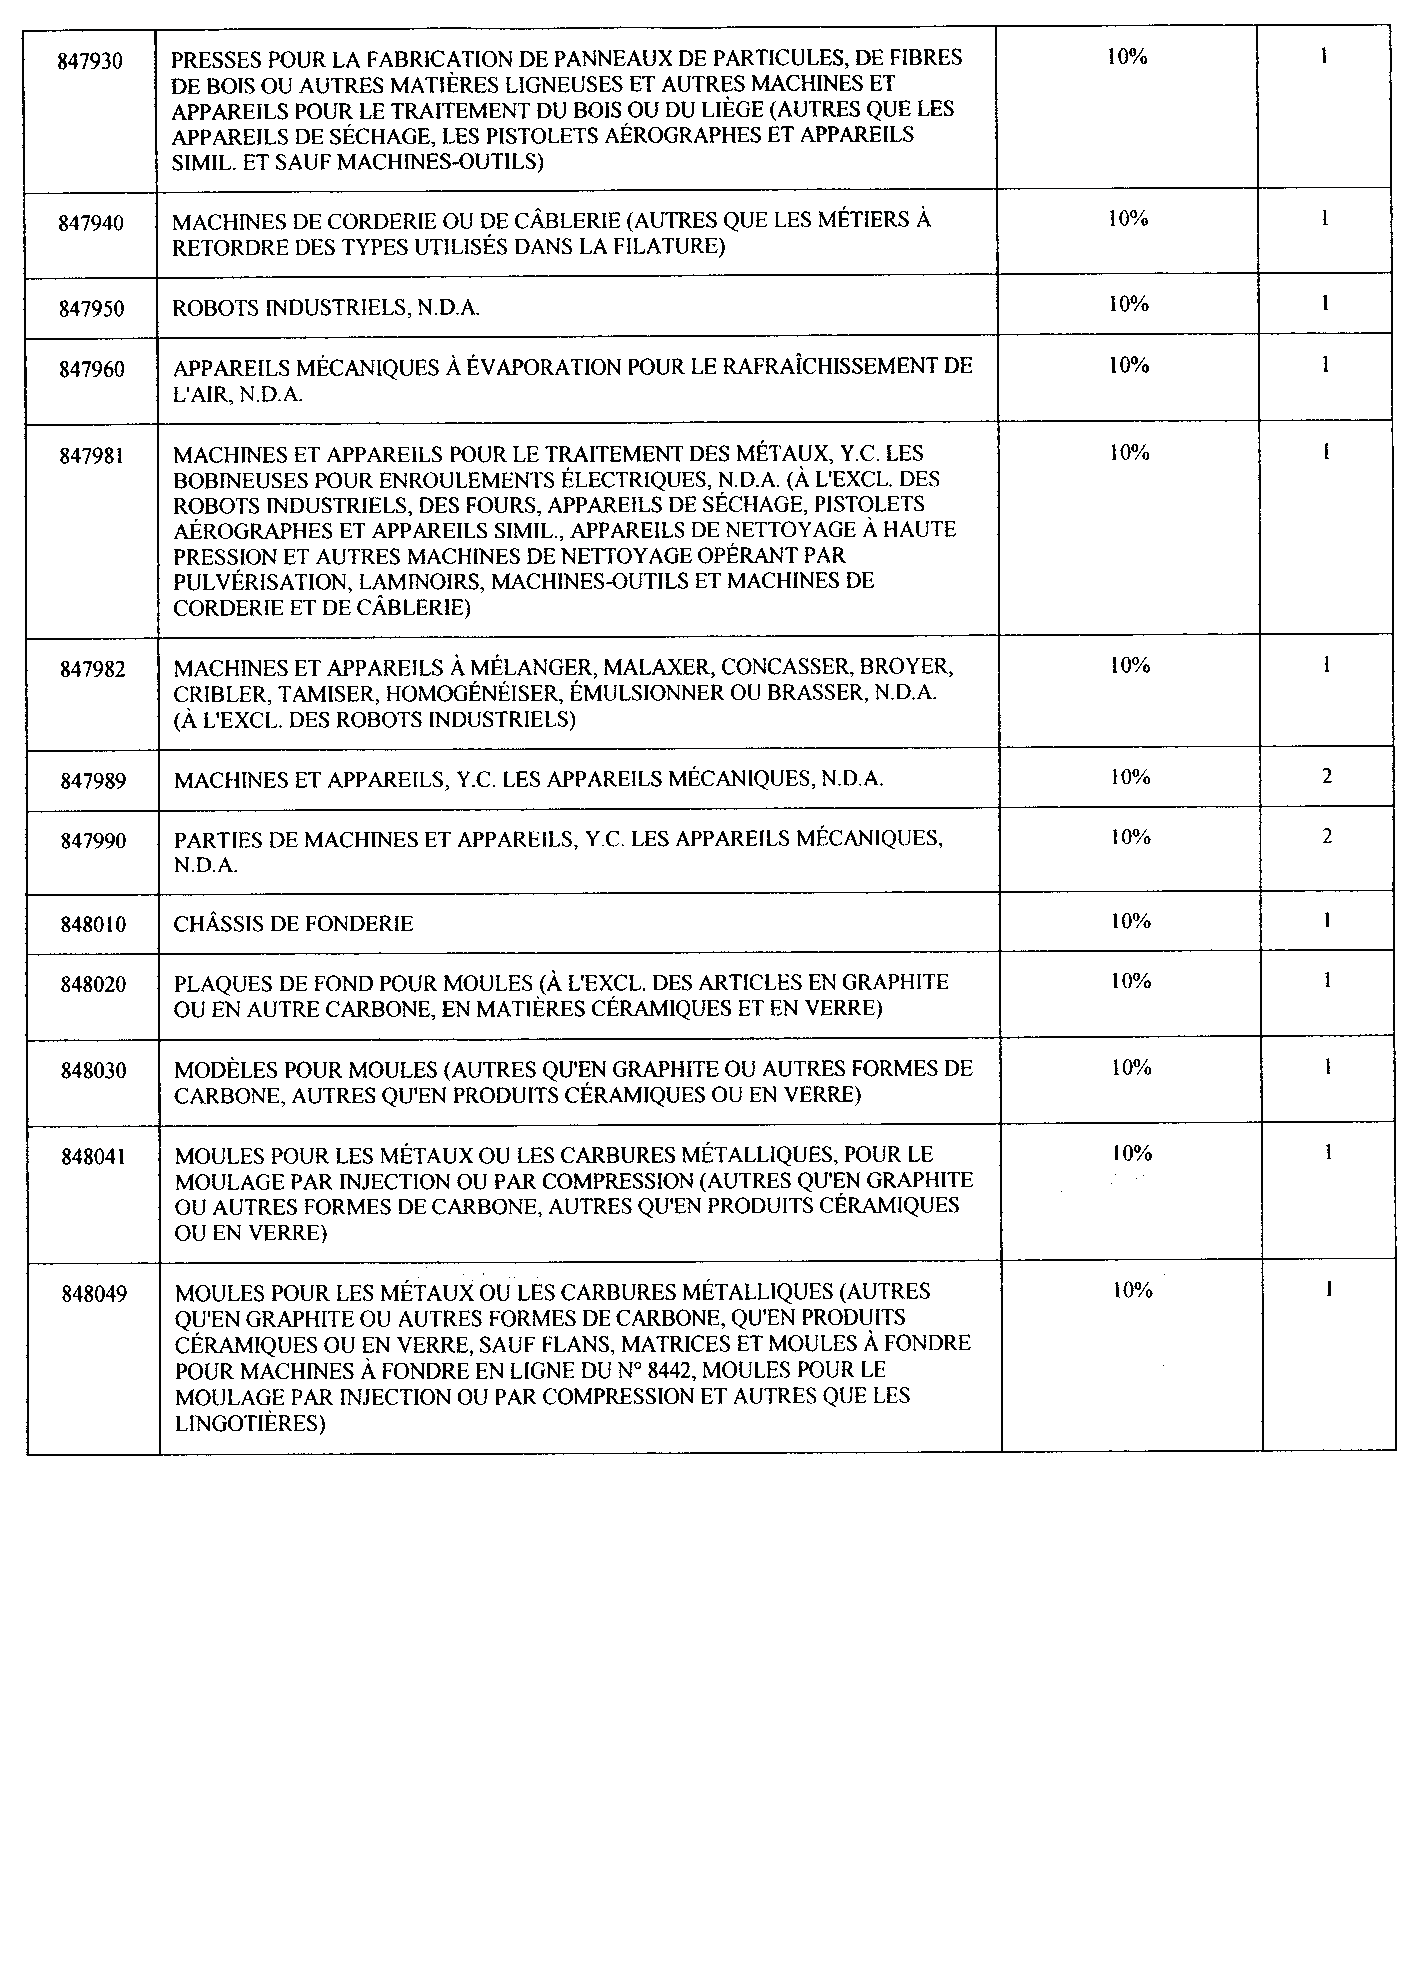 847930 PRESSES POUR LA FABRICATION DE PANNEAUX DE PARTICULES, DE FIBRES 10% 1
DE BOIS OU AUTRES MATIÈRES LIGNEUSES ET AUTRES MACHINES ET
APPAREILS POUR LE TRAITEMENT DU BOIS OU DU LIÈGE (AUTRES QUE LES
APPAREILS DE SÉCHAGE, LES PISTOLETS AÉROGRAPHES ET APPAREILS
SIMIL. ET SAUF MACHINES-OUTILS)
847940 MACHINES DE CORDERIE OU DE CÂBLERIE (AUTRES QUE LES MÉTIERS À 10% 1
RETORDRE DES TYPES UTILISÉS DANS LA FILATURE)
847950 ROBOTS INDUSTRIELS, N.D.A. 10% 1
847960 APPAREILS MÉCANIQUES À ÉVAPORATION POUR LE RAFRAÎCHISSEMENT DE 10% 1
L'AIR, N.D.A.
847981 MACHINES ET APPAREILS POUR LE TRAITEMENT DES MÉTAUX, Y.C. LES 10% 1
BOBINEUSES POUR ENROULEMENTS ÉLECTRIQUES, N.D.A. (À L'EXCL. DES
ROBOTS INDUSTRIELS, DES FOURS, APPAREILS DE SÉCHAGE, PISTOLETS
AÉROGRAPHES ET APPAREILS SIMIL., APPAREILS DE NETTOYAGE À HAUTE
PRESSION ET AUTRES MACHINES DE NETTOYAGE OPÉRANT PAR
PULVÉRISATION, LAMINOIRS, MACHINES-OUTILS ET MACHINES DE
CORDERIE ET DE CÂBLERIE)
847982 MACHINES ET APPAREILS À MÉLANGER, MALAXER, CONCASSER, BROYER, 10% 1
CRIBLER, TAMISER, HOMOGÉNÉISER, ÉMULSIONNER OU BRASSER, N.D.A.
(À L'EXCL. DES ROBOTS INDUSTRIELS)
847989 MACHINES ET APPAREILS, Y.C. LES APPAREILS MÉCANIQUES, N.D.A. 10% 2
847990 PARTIES DE MACHINES ET APPAREILS, Y.C. LES APPAREILS MÉCANIQUES, 10% 2
N.D.A.
848010 CHÂSSIS DE FONDERIE 10% 1
848020 PLAQUES DE FOND POUR MOULES (À L'EXCL. DES ARTICLES EN GRAPHITE 10% 1
OU EN AUTRE CARBONE, EN MATIÈRES CÉRAMIQUES ET EN VERRE)
848030 MODÈLES POUR MOULES (AUTRES QU'EN GRAPHITE OU AUTRES FORMES DE 10% 1
CARBONE, AUTRES QU'EN PRODUITS CÉRAMIQUES OU EN VERRE)
848041 MOULES POUR LES MÉTAUX OU LES CARBURES MÉTALLIQUES, POUR LE 10% 1
MOULAGE PAR INJECTION OU PAR COMPRESSION (AUTRES QU'EN GRAPHITE
OU AUTRES FORMES DE CARBONE, AUTRES QU'EN PRODUITS CÉRAMIQUES
OU EN VERRE)
848049 MOULES POUR LES MÉTAUX OU LES CARBURES MÉTALLIQUES (AUTRES 10% 1
QU'EN GRAPHITE OU AUTRES FORMES DE CARBONE, QU'EN PRODUITS
CÉRAMIQUES OU EN VERRE, SAUF FLANS, MATRICES ET MOULES À FONDRE
POUR MACHINES À FONDRE EN LIGNE DU N° 8442, MOULES POUR LE
MOULAGE PAR INJECTION OU PAR COMPRESSION ET AUTRES QUE LES
LINGOTIÈRES)